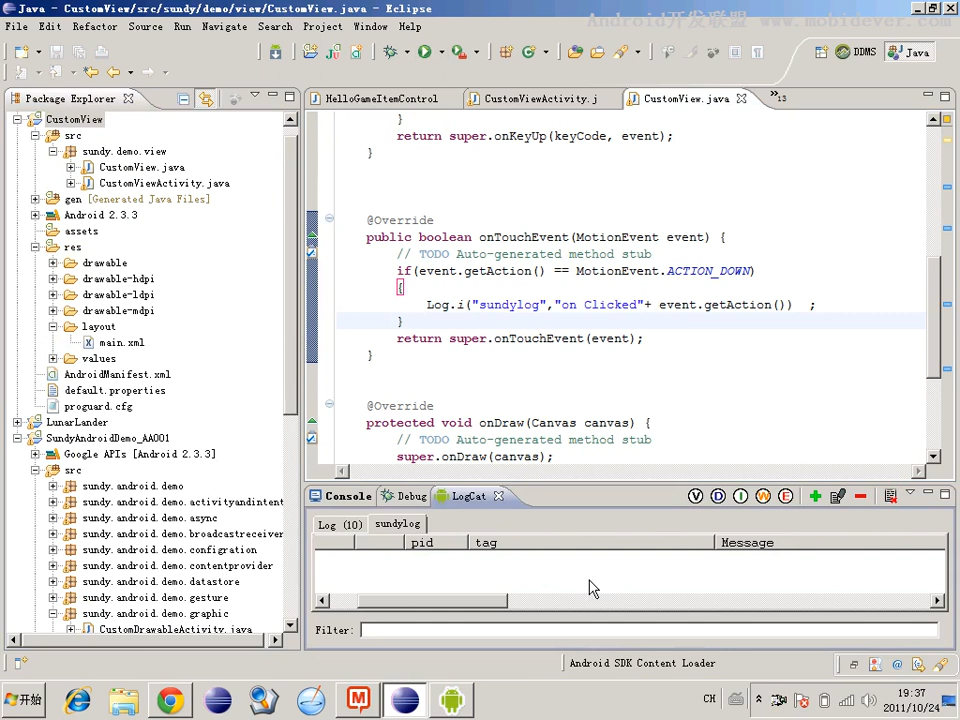 Java - CustomView/src/sundy/demo/view/CustomView.java - Eclipse
Android开发联盟 www.mobidever.com
File Edit Refactor Source Run Navigate Search Project Window Help
DDMS Java
Package Explorer
HelloGameItemControl CustomViewActivity.j CustomView.java »13
CustomView
src
sundy.demo.view
CustomView.java
CustomViewActivity.java
gen [Generated Java Files]
Android 2.3.3
assets
res
drawable
drawable-hdpi
drawable-ldpi
drawable-mdpi
layout
main.xml
values
AndroidManifest.xml
default.properties
proguard.cfg
LunarLander
SundyAndroidDemo_AA001
Google APIs [Android 2.3.3]
src
sundy.android.demo
sundy.android.demo.activityandintent
sundy.android.demo.async
sundy.android.demo.broadcastreceiver
sundy.android.demo.configration
sundy.android.demo.contentprovider
sundy.android.demo.datastore
sundy.android.demo.gesture
sundy.android.demo.graphic
CustomDrawableActivity.java
}
return super.onKeyUp(keyCode, event);
}
@Override
public boolean onTouchEvent(MotionEvent event) {
// TODO Auto-generated method stub
if(event.getAction() == MotionEvent.ACTION_DOWN)
{
Log.i("sundylog","on Clicked"+ event.getAction())  ;
}
return super.onTouchEvent(event);
}
@Override
protected void onDraw(Canvas canvas) {
// TODO Auto-generated method stub
super.onDraw(canvas);
Console Debug LogCat
V D I W E
Log (10) sundylog
pid tag Message
Filter:
Android SDK Content Loader
开始
CH
19:37
2011/10/24